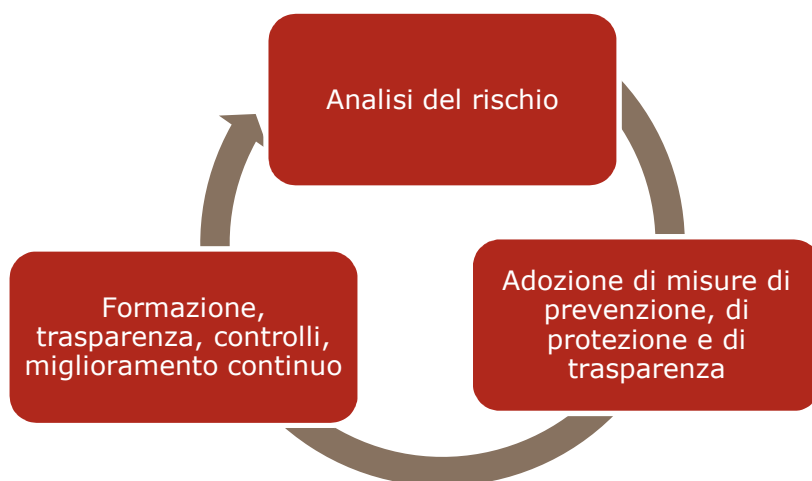 Analisi del rischio
Adozione di misure di
prevenzione, di
protezione e di
trasparenza
Formazione,
trasparenza, controlli,
miglioramento continuo